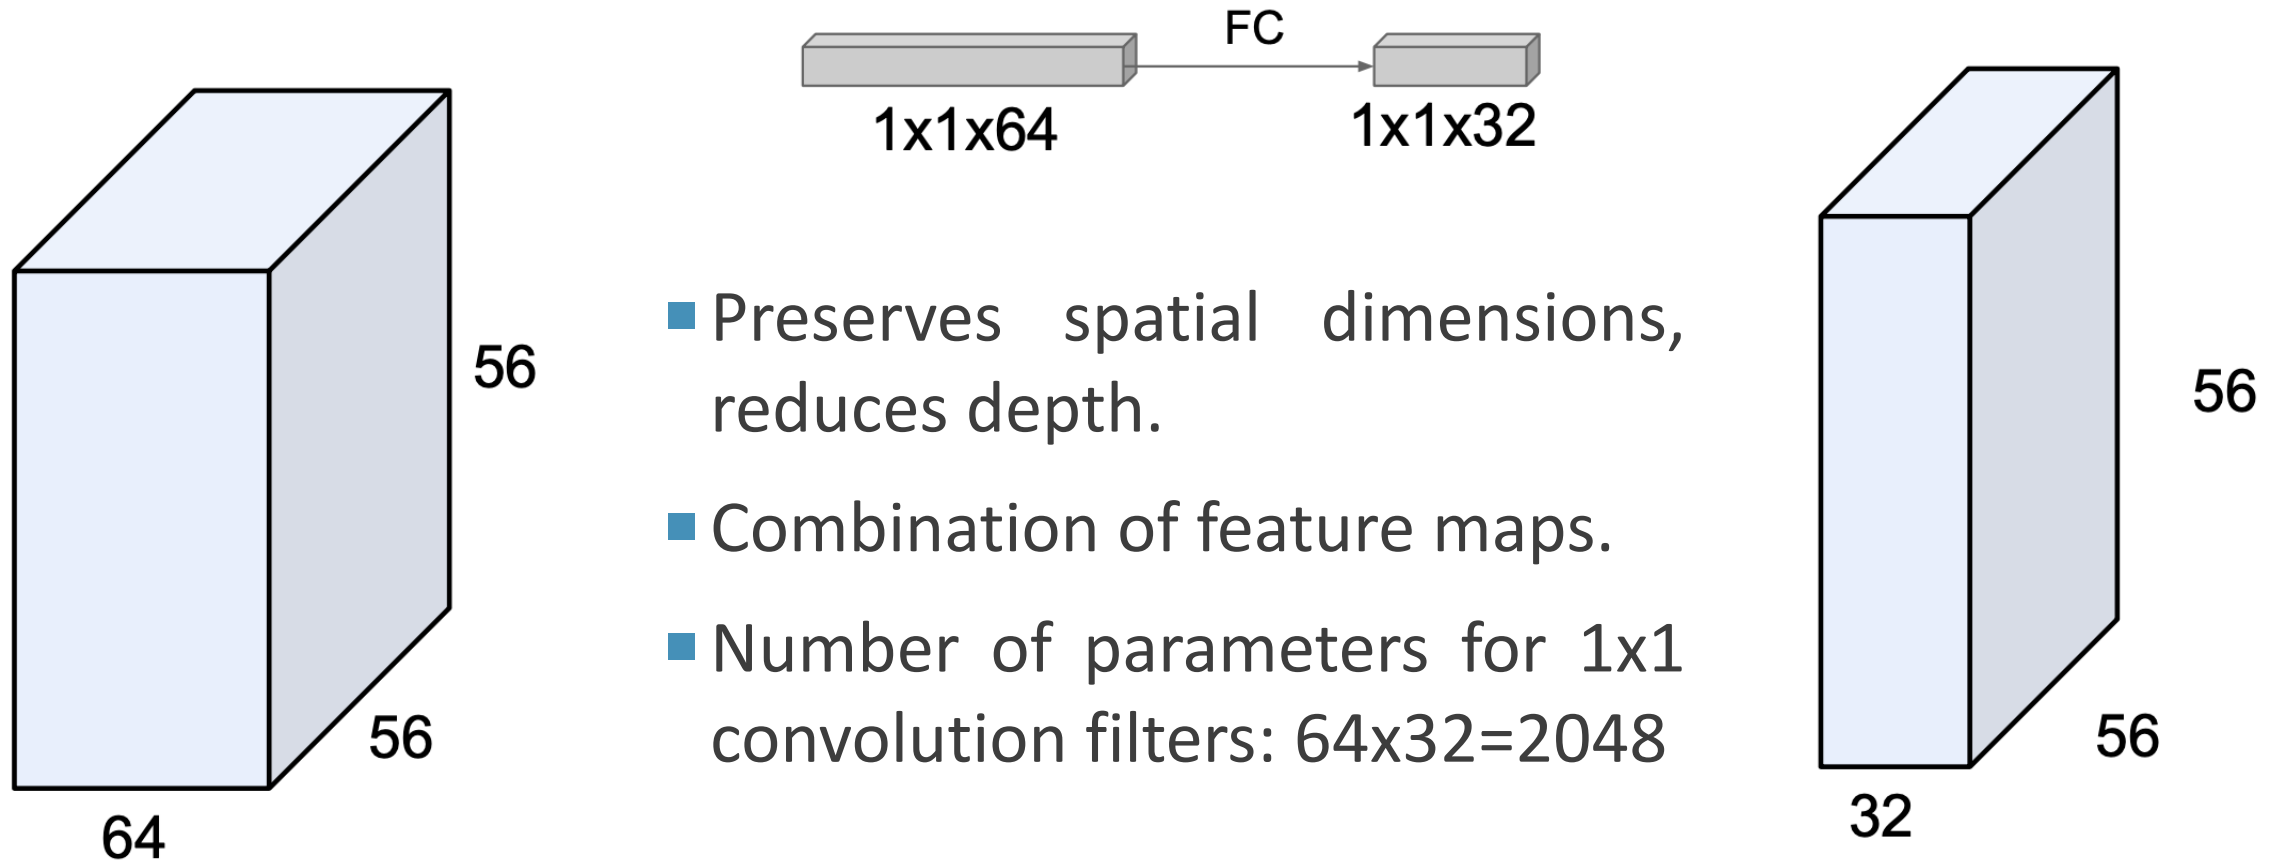 FC
1x1x64
1x1x32
56
56
64
Preserves spatial dimensions,
reduces depth.
Combination of feature maps.
Number of parameters for 1x1
convolution filters: 64x32=2048
56
56
32